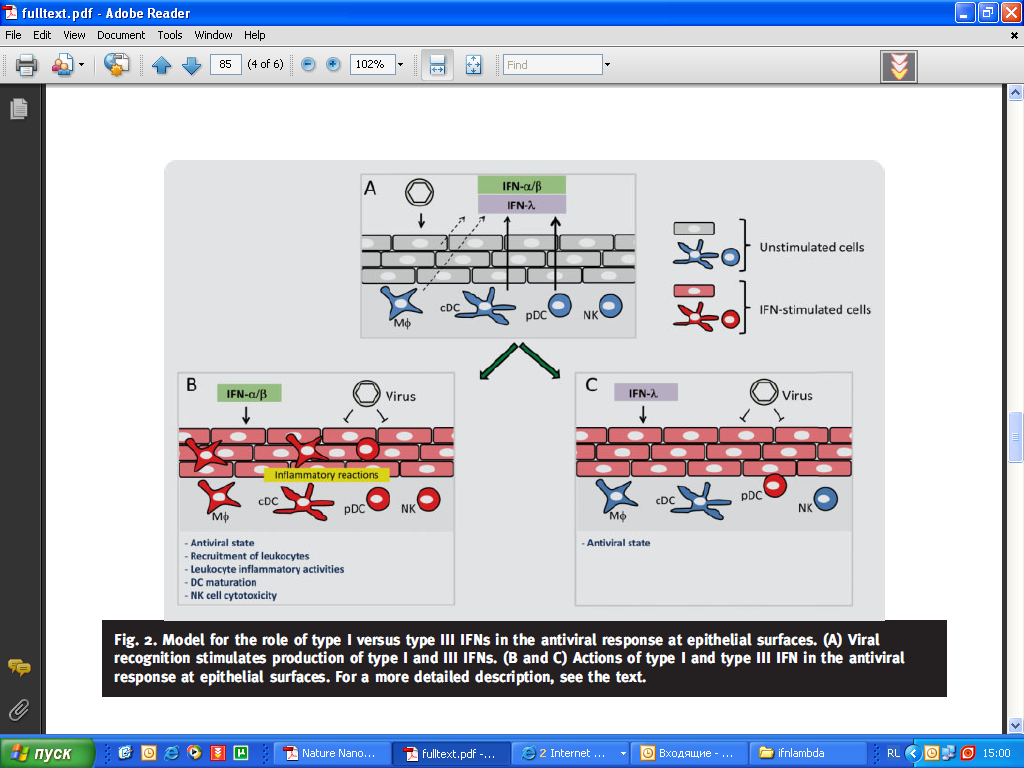 fulltext.pdf - Adobe Reader
File Edit View Document Tools Window Help
85 (4 of 6) 102% Find
A
IFN-α/β
IFN-λ
Mϕ cDC pDC NK
Unstimulated cells
IFN-stimulated cells
B
IFN-α/β
Virus
Inflammatory reactions
Mϕ cDC pDC NK
- Antiviral state
- Recruitment of leukocytes
- Leukocyte inflammatory activities
- DC maturation
- NK cell cytotoxicity
C
IFN-λ
Virus
Mϕ cDC pDC NK
- Antiviral state
Fig. 2. Model for the role of type I versus type III IFNs in the antiviral response at epithelial surfaces. (A) Viral
recognition stimulates production of type I and III IFNs. (B and C) Actions of type I and type III IFN in the antiviral
response at epithelial surfaces. For a more detailed description, see the text.
пуск Nature Nano... fulltext.pdf -... 2 Internet ... Входящие - ... ifnlambda RL 15:00